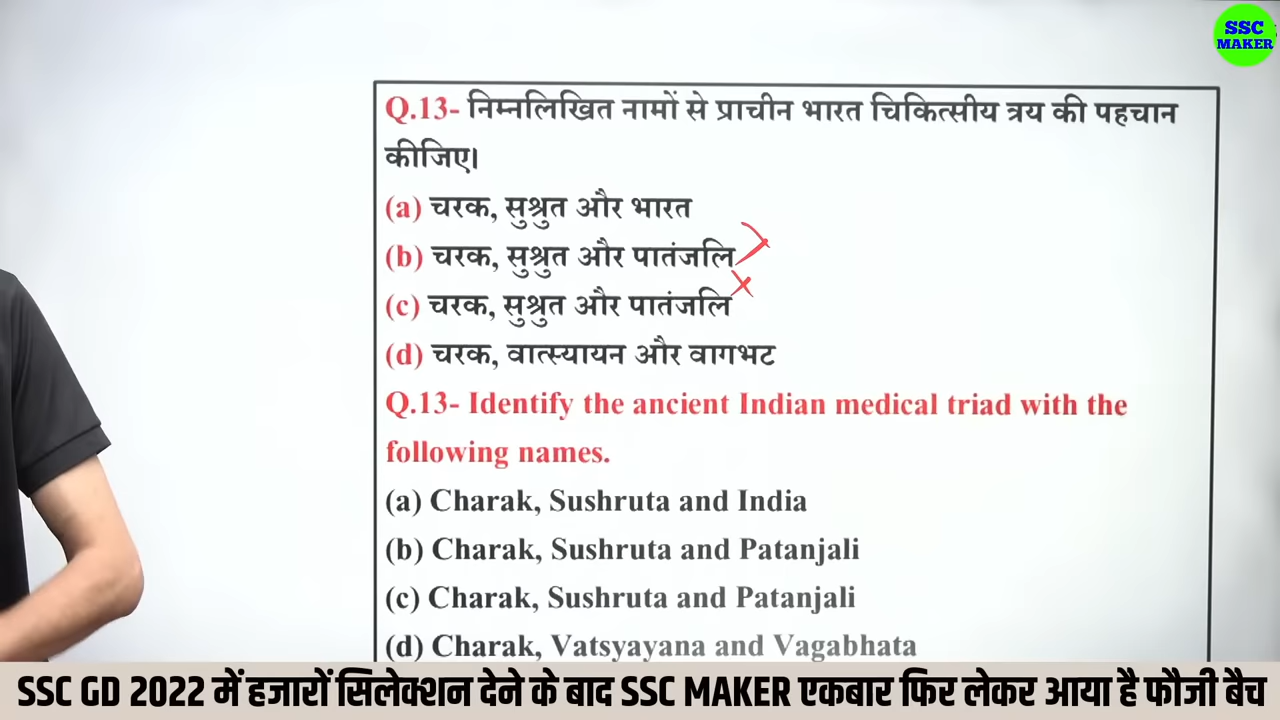 SSC
MAKER
Q.13- निम्नलिखित नामों से प्राचीन भारत चिकित्सीय त्रय की पहचान
कीजिए।
(a) चरक, सुश्रुत और भारत
(b) चरक, सुश्रुत और पातंजलि
(c) चरक, सुश्रुत और पातंजलि
(d) चरक, वात्स्यायन और वागभट
Q.13- Identify the ancient Indian medical triad with the
following names.
(a) Charak, Sushruta and India
(b) Charak, Sushruta and Patanjali
(c) Charak, Sushruta and Patanjali
(d) Charak, Vatsyayana and Vagabhata
SSC GD 2022 में हजारों सिलेक्शन देने के बाद SSC MAKER एकबार फिर लेकर आया है फौजी बैच